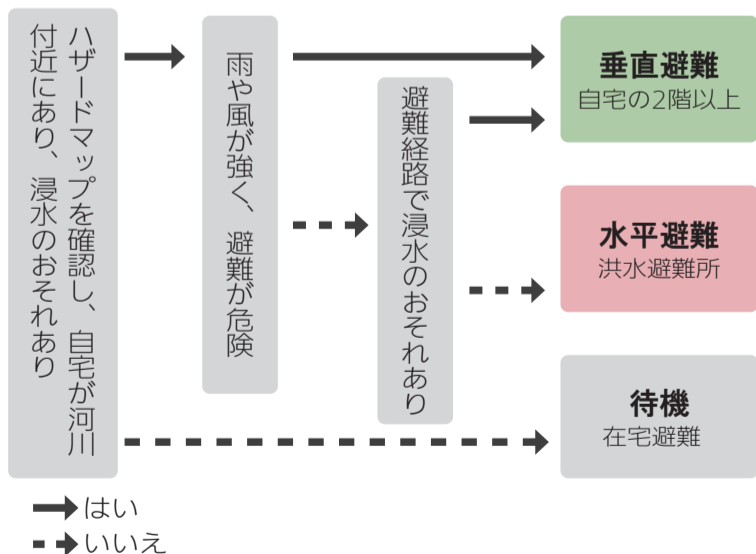 ハザードマップを確認し、自宅が河川
付近にあり、浸水のおそれあり
雨や風が強く、避難が危険
避難経路で浸水のおそれあり
垂直避難
自宅の2階以上
水平避難
洪水避難所
待機
在宅避難
はい
いいえ